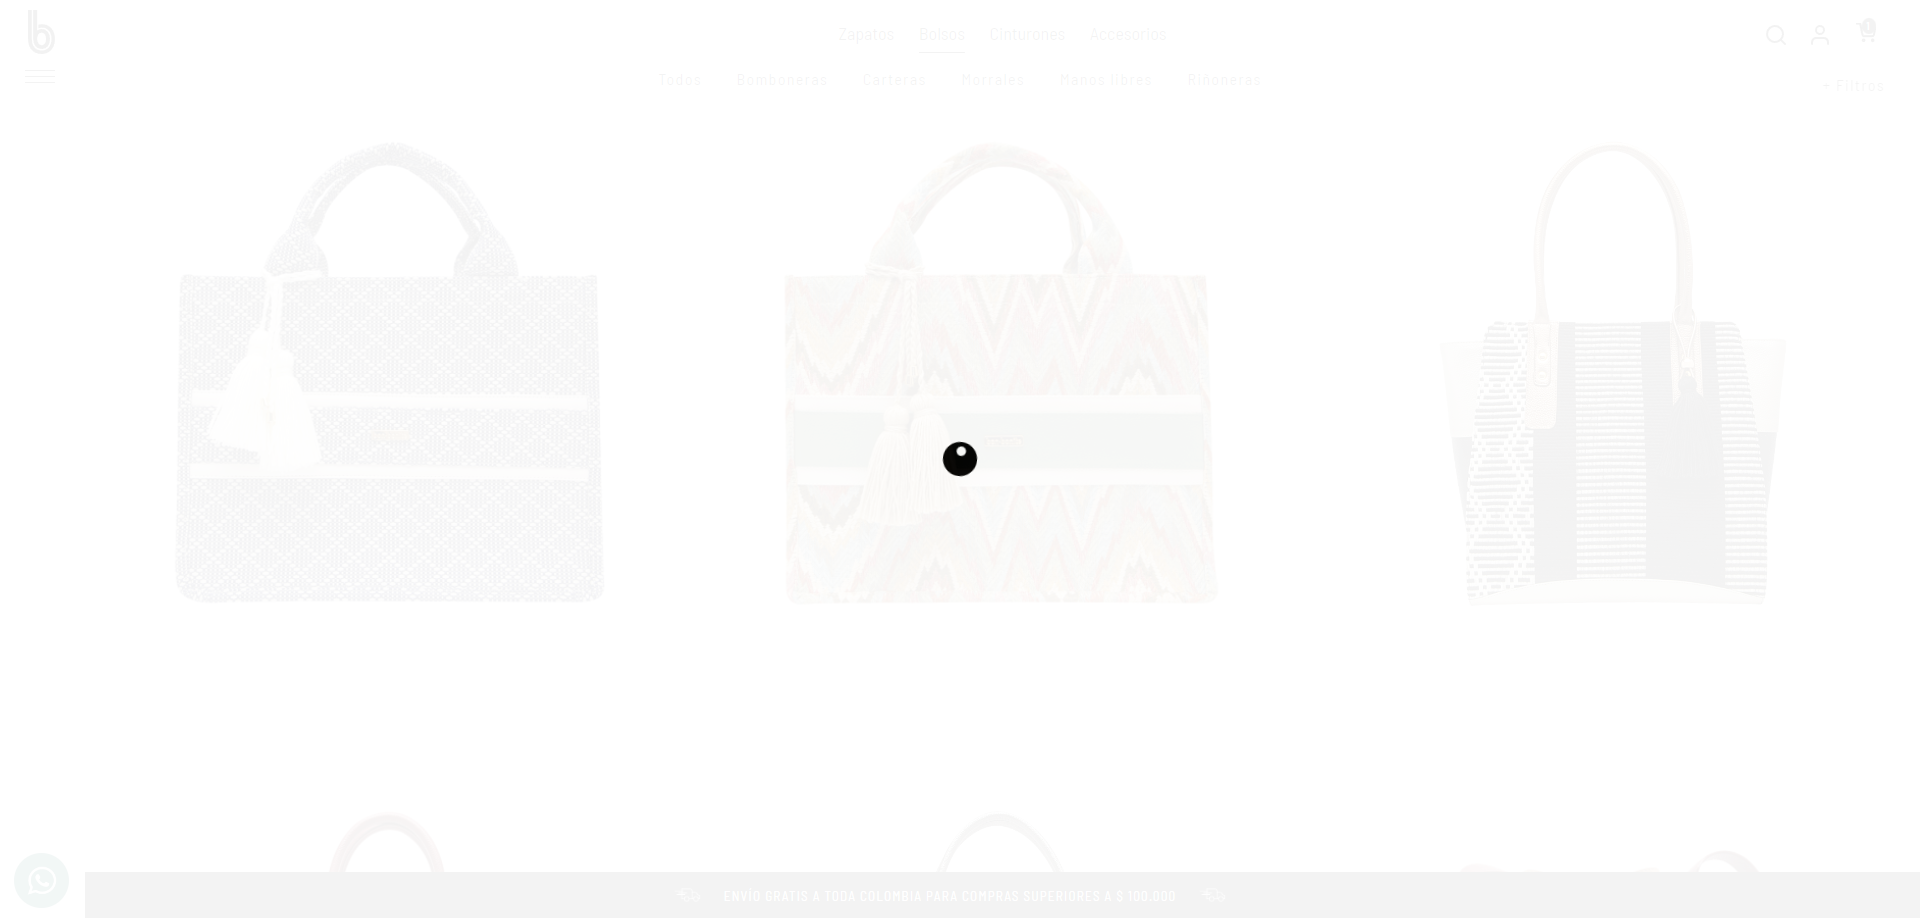 b
Zapatos Bolsos Cinturones Accesorios
1
Todos Bomboneras Carteras Morrales Manos libres Riñoneras
+ Filtros
ENVÍO GRATIS A TODA COLOMBIA PARA COMPRAS SUPERIORES A $ 100.000